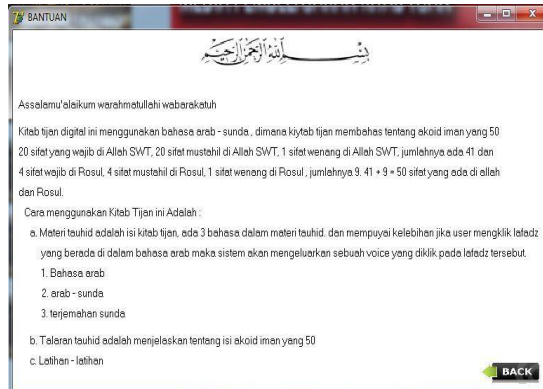 BANTUAN
بسم الله الرحمن الرحيم
Assalamu'alaikum warahmatullahi wabarakatuh
Kitab tijan digital ini menggunakan bahasa arab - sunda., dimana kiytab tijan membahas tentang akoid iman yang 50
20 sifat yang wajib di Allah SWT, 20 sifat mustahil di Allah SWT, 1 sifat wenang di Allah SWT, jumlahnya ada 41 dan
4 sifat wajib di Rosul, 4 sifat mustahil di Rosul, 1 sifat wenang di Rosul , jumlahnya 9. 41 + 9 = 50 sifat yang ada di allah
dan Rosul.
Cara menggunakan Kitab Tijan ini Adalah :
a. Materi tauhid adalah isi kitab tijan, ada 3 bahasa dalam materi tauhid. dan mempuyai kelebihan jika user mengklik lafadz
yang berada di dalam bahasa arab maka sistem akan mengeluarkan sebuah voice yang diklik pada lafadz tersebut.
1. Bahasa arab
2. arab - sunda
3. terjemahan sunda
b. Talaran tauhid adalah menjelaskan tentang isi akoid iman yang 50
c. Latihan - latihan
BACK